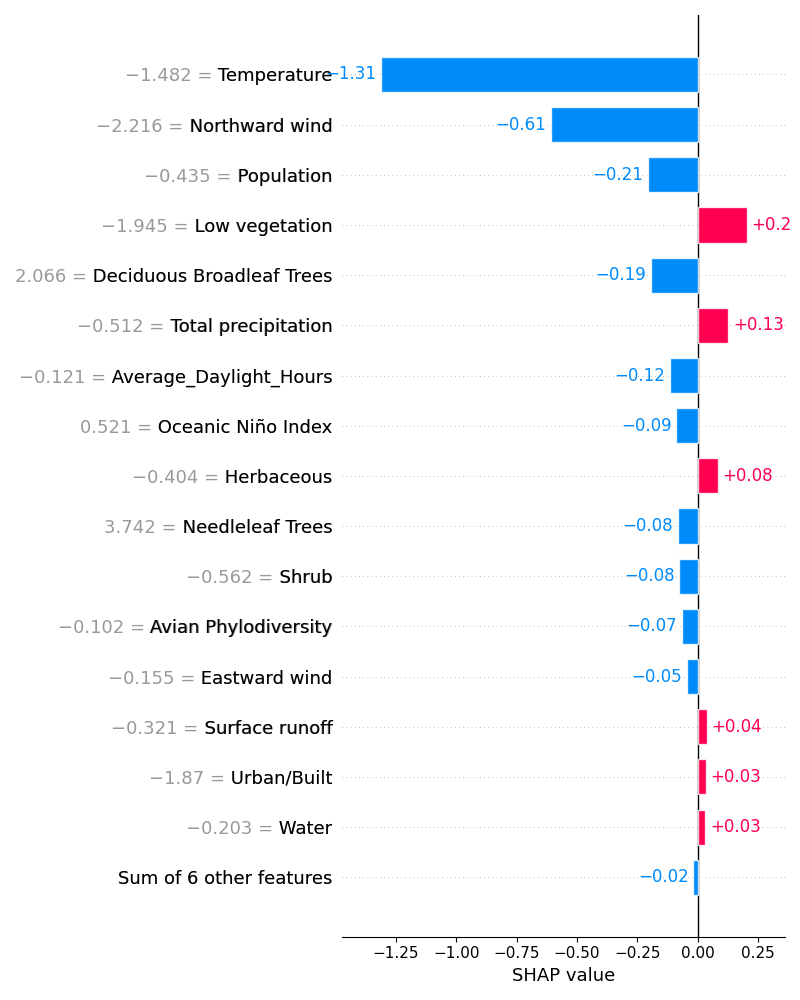 −1.482 = Temperature −1.31
−2.216 = Northward wind −0.61
−0.435 = Population −0.21
−1.945 = Low vegetation +0.2
2.066 = Deciduous Broadleaf Trees −0.19
−0.512 = Total precipitation +0.13
−0.121 = Average_Daylight_Hours −0.12
0.521 = Oceanic Niño Index −0.09
−0.404 = Herbaceous +0.08
3.742 = Needleleaf Trees −0.08
−0.562 = Shrub −0.08
−0.102 = Avian Phylodiversity −0.07
−0.155 = Eastward wind −0.05
−0.321 = Surface runoff +0.04
−1.87 = Urban/Built +0.03
−0.203 = Water +0.03
Sum of 6 other features −0.02
−1.25 −1.00 −0.75 −0.50 −0.25 0.00 0.25
SHAP value